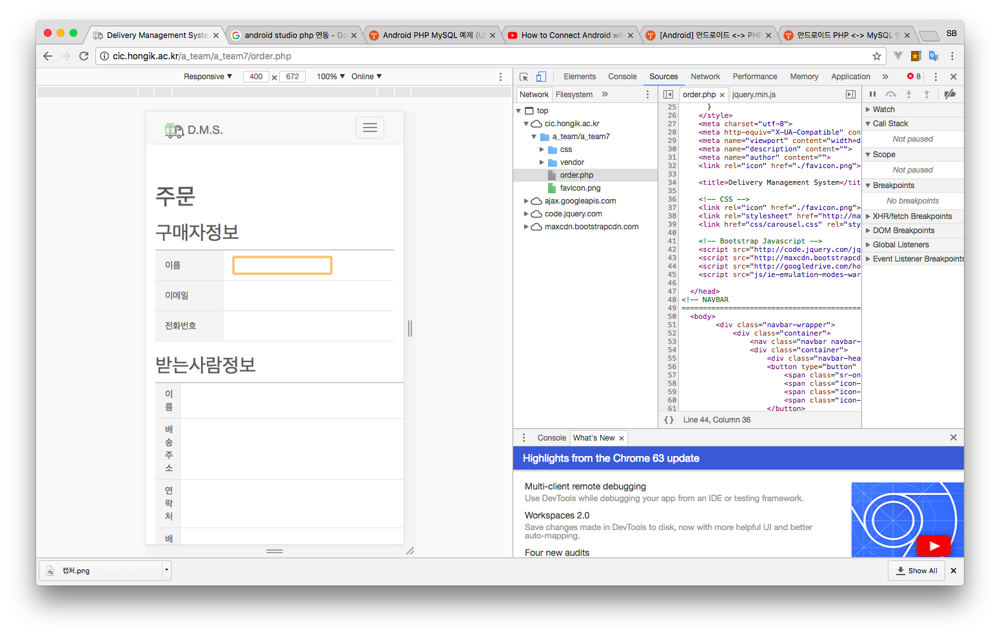 Delivery Management Syste
android studio php 연동 - Go
Android PHP MySQL 예제 (UI
How to Connect Android wit
[Android] 안드로이드 <-> PHP
안드로이드 PHP <-> MySQL 연
SB
cic.hongik.ac.kr/a_team/a_team7/order.php
Responsive 400 x 672 100% Online
Elements Console Sources Network Performance Memory Application » 8
Network Filesystem »
order.php jquery.min.js
top
cic.hongik.ac.kr
a_team/a_team7
css
vendor
order.php
favicon.png
ajax.googleapis.com
code.jquery.com
maxcdn.bootstrapcdn.com
25 }
26 </style>
27 <meta charset="utf-8">
28 <meta http-equiv="X-UA-Compatible" con
29 <meta name="viewport" content="width=d
30 <meta name="description" content="">
31 <meta name="author" content="">
32 <link rel="icon" href="./favicon.png">
33
34 <title>Delivery Management System</tit
35
36 <!-- CSS -->
37 <link rel="icon" href="./favicon.png">
38 <link rel="stylesheet" href="http://ma
39 <link href="css/carousel.css" rel="sty
40
41 <!-- Bootstrap Javascript -->
42 <script src="http://code.jquery.com/jq
43 <script src="http://maxcdn.bootstrapcd
44 <script src="http://googledrive.com/ho
45 <script src="js/ie-emulation-modes-war
46
47 </head>
48 <!-- NAVBAR
49 ==========================================
50 <body>
51 <div class="navbar-wrapper">
52 <div class="container">
53 <nav class="navbar navbar-
54 <div class="container">
55 <div class="navbar-hea
56 <button type="button"
57 <span class="sr-on
58 <span class="icon-
59 <span class="icon-
60 <span class="icon-
61 </button>
{} Line 44, Column 36
Watch
Call Stack
Not paused
Scope
Not paused
Breakpoints
No breakpoints
XHR/fetch Breakpoints
DOM Breakpoints
Global Listeners
Event Listener Breakpoints
D.M.S.
주문
구매자정보
이름
이메일
전화번호
받는사람정보
이
름
배
송
주
소
연
락
처
배
Console What's New
Highlights from the Chrome 63 update
Multi-client remote debugging
Use DevTools while debugging your app from an IDE or testing framework.
Workspaces 2.0
Save changes made in DevTools to disk, now with more helpful UI and better
auto-mapping.
Four new audits
캡처.png
Show All